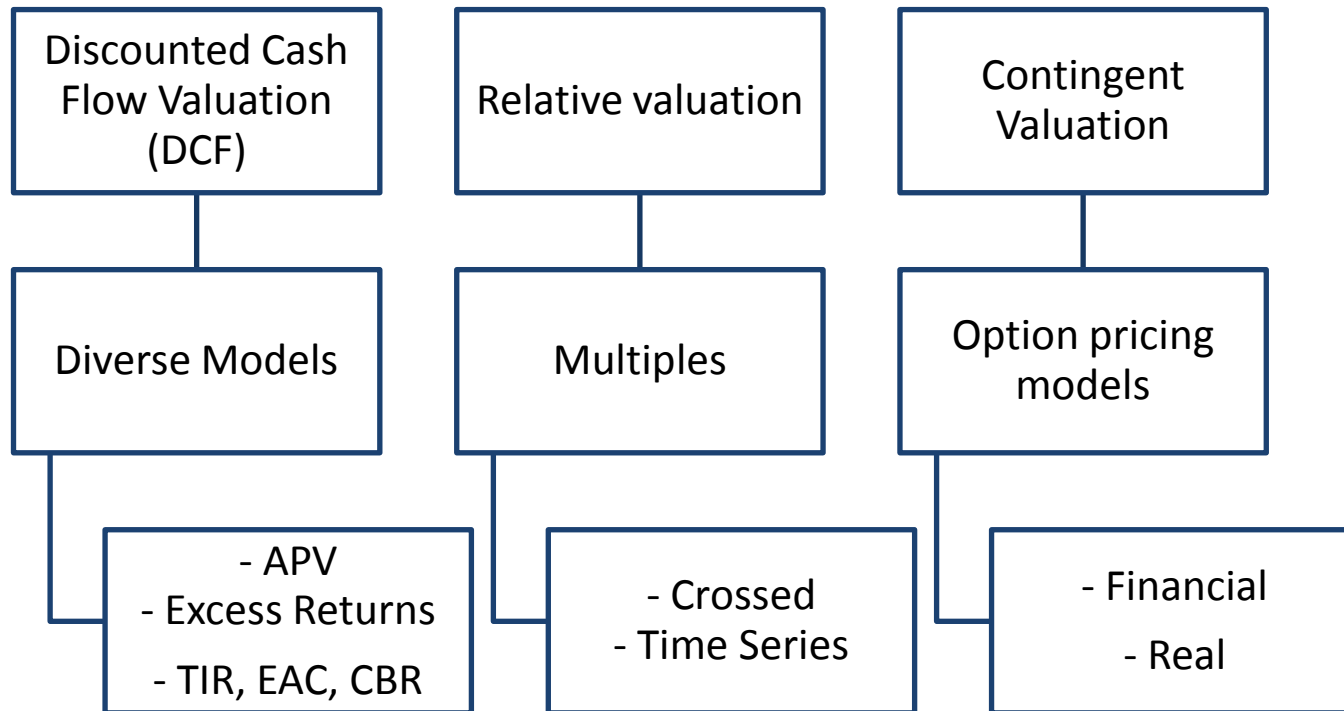 Discounted Cash
Flow Valuation
(DCF)
Relative valuation
Contingent
Valuation
Diverse Models
Multiples
Option pricing
models
- APV
- Excess Returns
- TIR, EAC, CBR
- Crossed
- Time Series
- Financial
- Real